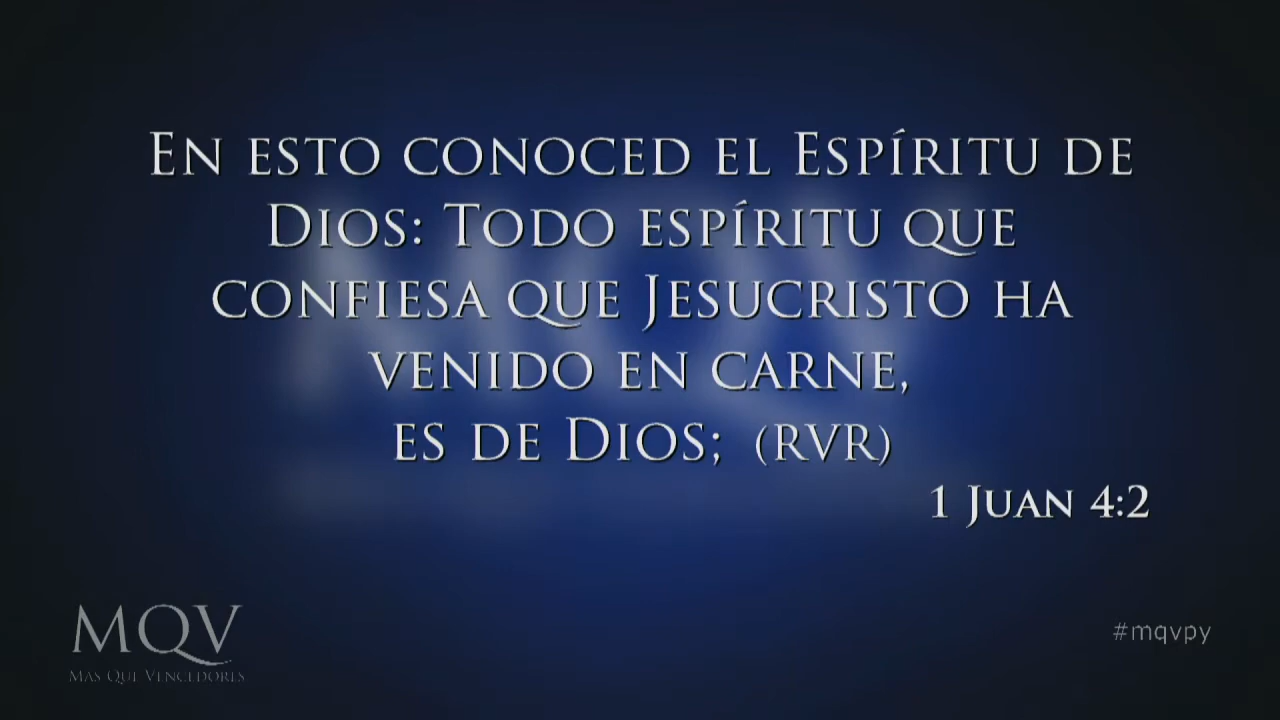 En esto conoced el Espíritu de
Dios: Todo espíritu que
confiesa que Jesucristo ha
venido en carne,
es de Dios; (RVR)
1 Juan 4:2
MQV
Mas Que Vencedores
#mqvpy